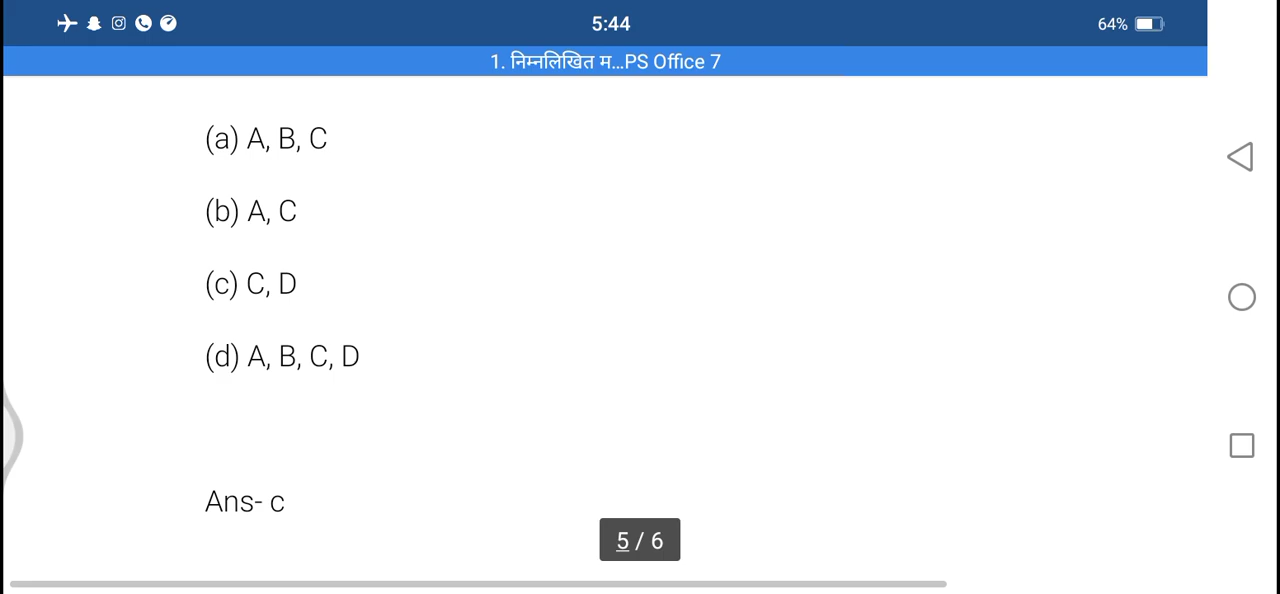 5:44
64%
1. निम्नलिखित म...PS Office 7
(a) A, B, C
(b) A, C
(c) C, D
(d) A, B, C, D
Ans- c
5 / 6